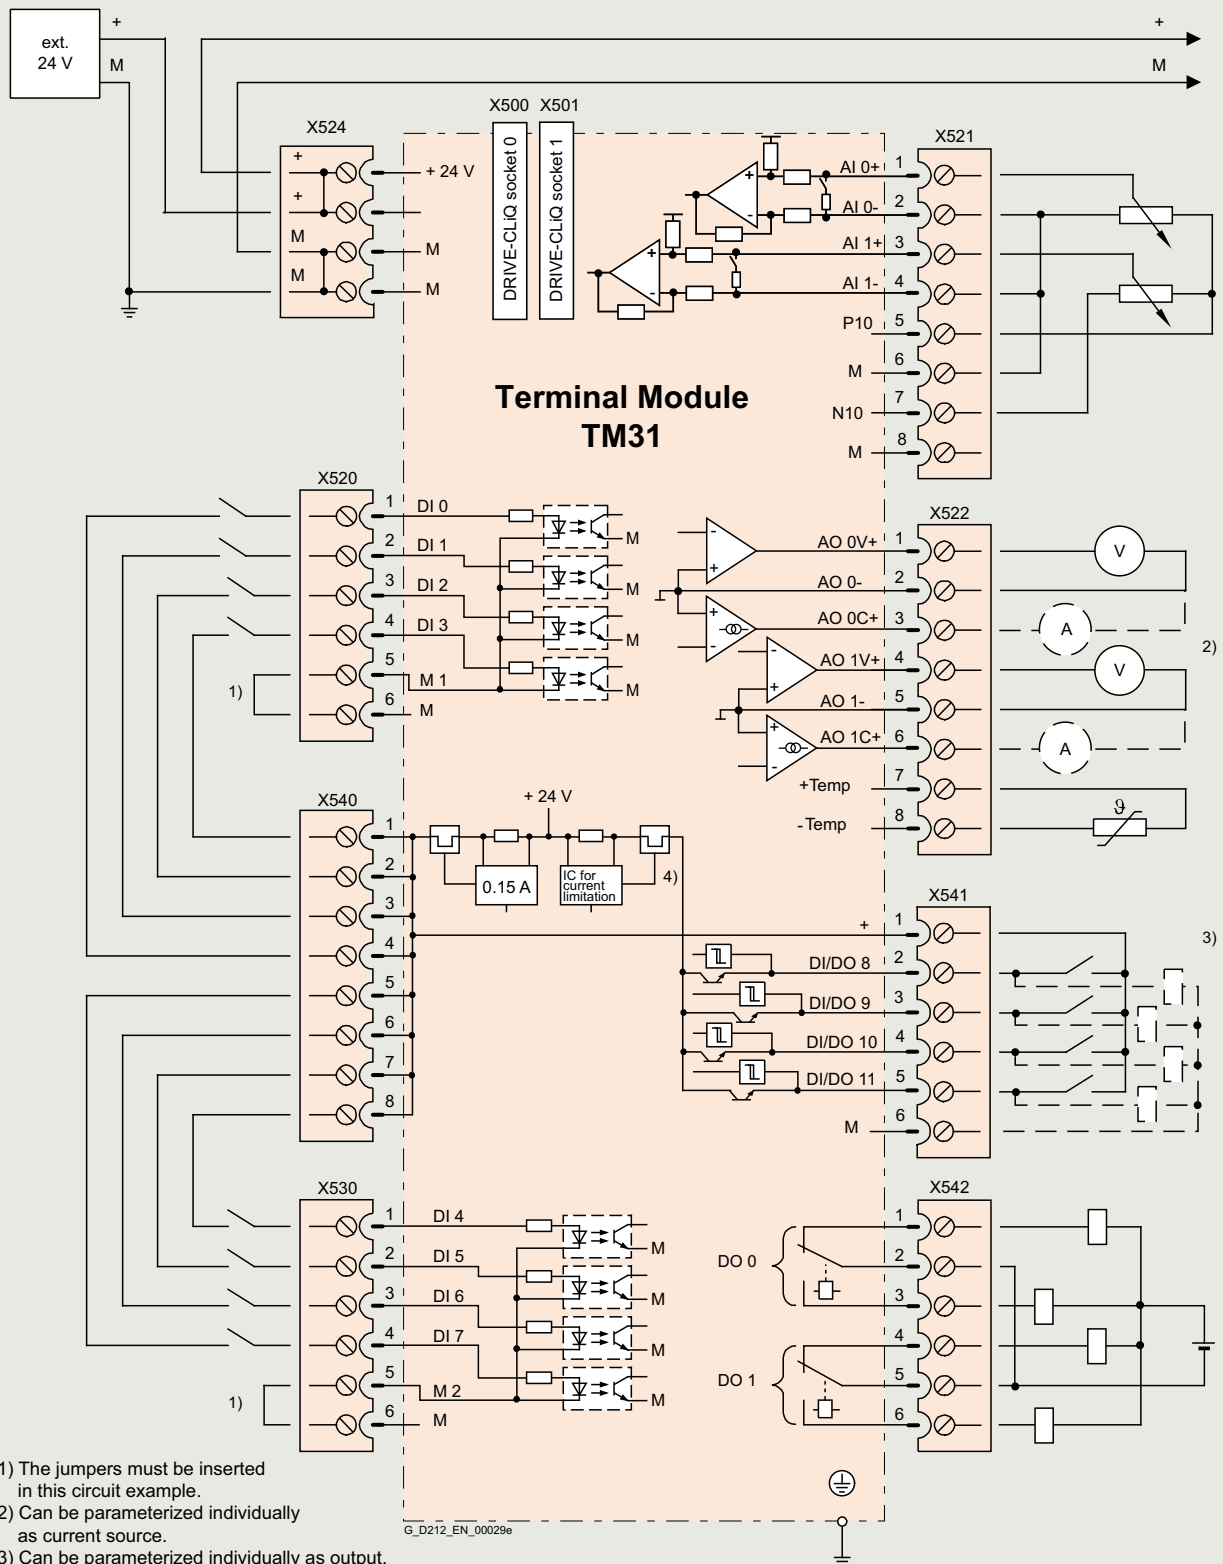 ext.
24 V
+
M
+
M
X500 X501
DRIVE-CLiQ socket 0
DRIVE-CLiQ socket 1
X524
+
+
M
M
+ 24 V
M
M
X521
AI 0+ 1
AI 0- 2
AI 1+ 3
AI 1- 4
P10 5
M 6
N10 7
M 8
+
-
+
-
Terminal Module
TM31
X520
1 DI 0
2 DI 1
3 DI 2
4 DI 3
5 M 1
6 M
1)
M
M
M
M
X522
AO 0V+ 1
AO 0- 2
AO 0C+ 3
AO 1V+ 4
AO 1- 5
AO 1C+ 6
+Temp 7
-Temp 8
-
+
+
-
-
+
+
-
V
A
V
A
2)
ϑ
X540
1
2
3
4
5
6
7
8
+ 24 V
0.15 A
IC for
current
limitation
4)
X541
+ 1
DI/DO 8 2
DI/DO 9 3
DI/DO 10 4
DI/DO 11 5
M 6
3)
X530
1 DI 4
2 DI 5
3 DI 6
4 DI 7
5 M 2
6 M
1)
M
M
M
M
X542
DO 0
DO 1
1
2
3
4
5
6
1) The jumpers must be inserted
in this circuit example.
2) Can be parameterized individually
as current source.
3) Can be parameterized individually as output.
G_D212_EN_00029e